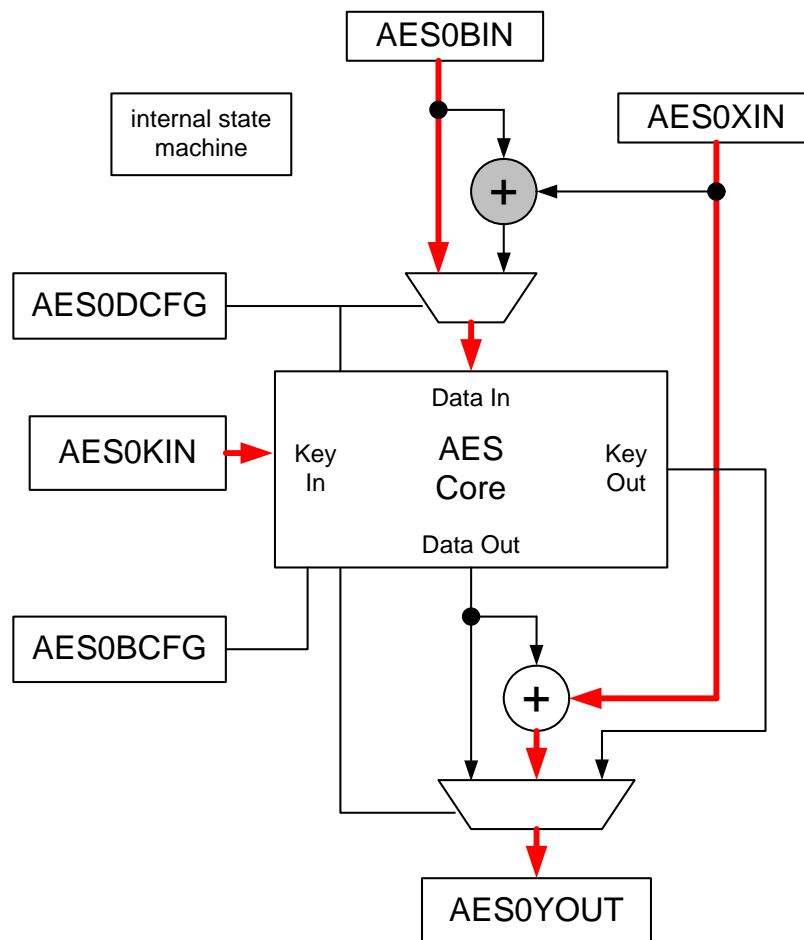 AES0BIN
internal state
machine
AES0XIN
+
AES0DCFG
Data In
AES0KIN
Key
In
AES
Core
Key
Out
Data Out
AES0BCFG
+
AES0YOUT